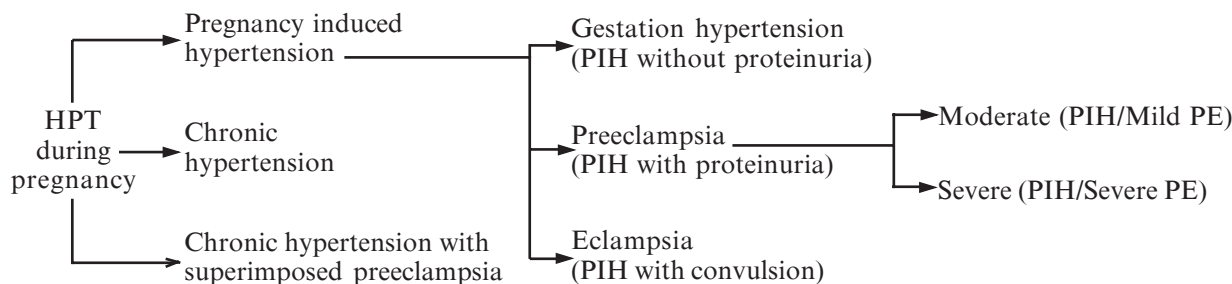 Pregnancy induced
hypertension
Gestation hypertension
(PIH without proteinuria)
HPT
during
pregnancy
Chronic
hypertension
Preeclampsia
(PIH with proteinuria)
Moderate (PIH/Mild PE)
Severe (PIH/Severe PE)
Chronic hypertension with
superimposed preeclampsia
Eclampsia
(PIH with convulsion)